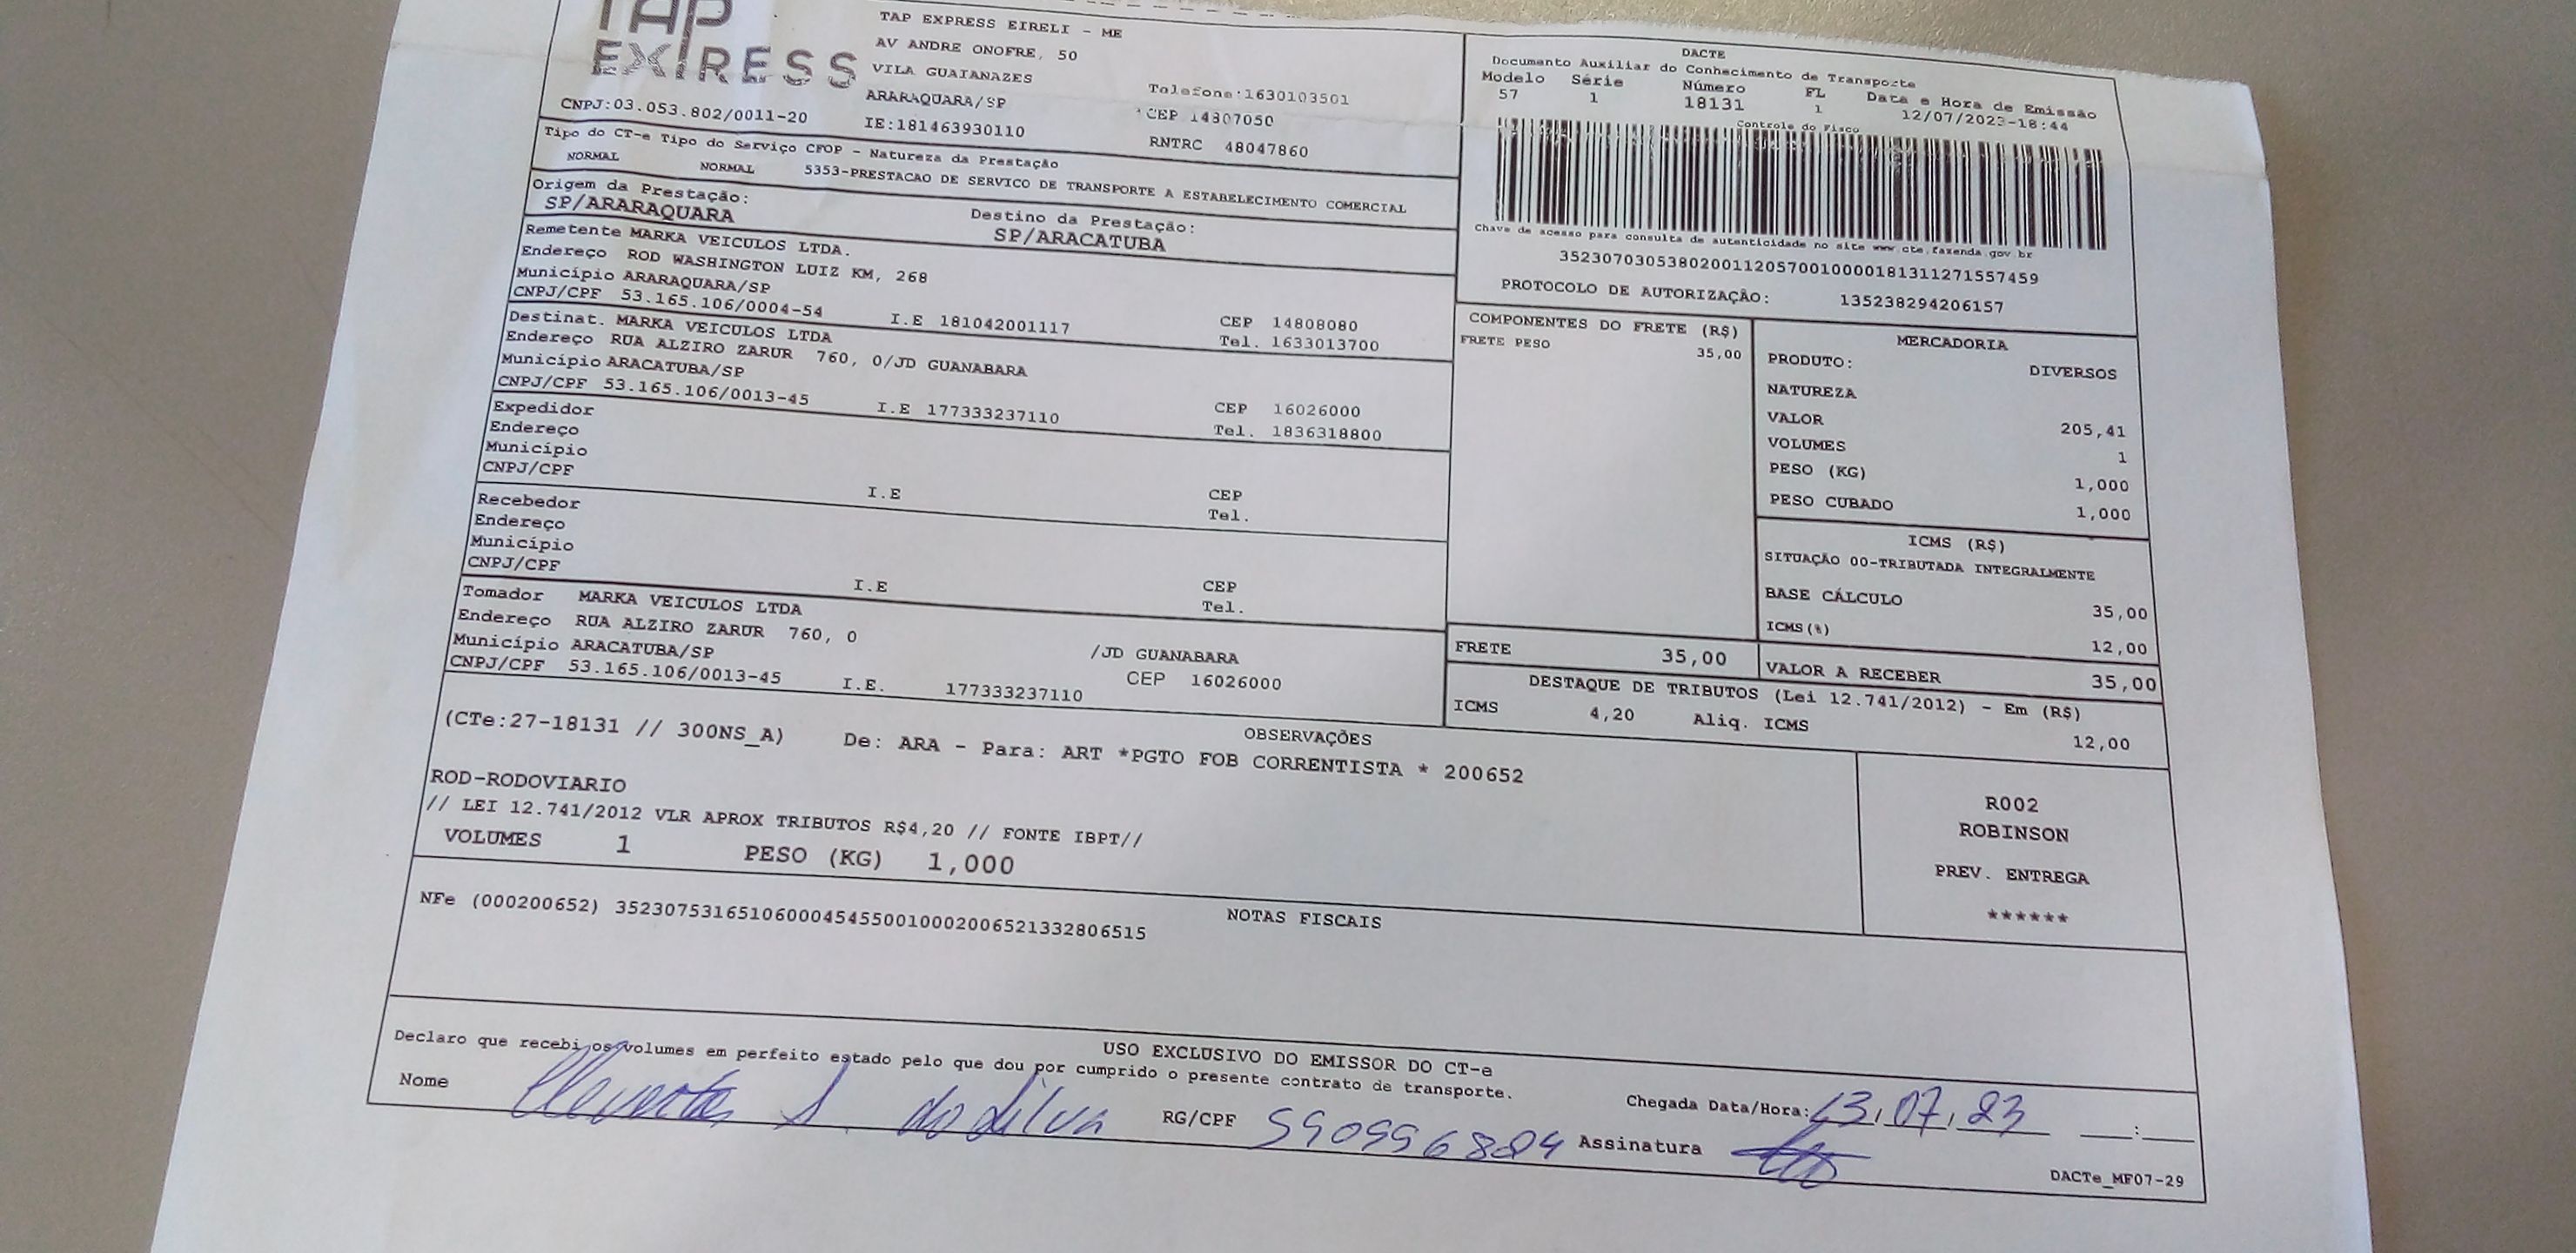 TAP
EXPRESS
CNPJ:03.053.802/0011-20
TAP EXPRESS EIRELI - ME
AV ANDRE ONOFRE, 50
VILA GUAIANAZES
ARARAQUARA/SP
IE:181463930110
Telefone:1630103501
CEP 14807050
RNTRC 48047860
DACTE
Documento Auxiliar do Conhecimento de Transporte
Modelo Série Número FL Data e Hora de Emissão
57 1 18131 1 12/07/2023-18:44
Controle do Fisco
Chave de acesso para consulta de autenticidade no site www.cte.fazenda.gov.br
35230703053802001120570010000181311271557459
PROTOCOLO DE AUTORIZAÇÃO: 135238294206157
Tipo do CT-e Tipo do Serviço CFOP - Natureza da Prestação
NORMAL NORMAL 5353-PRESTACAO DE SERVICO DE TRANSPORTE A ESTABELECIMENTO COMERCIAL
Origem da Prestação: Destino da Prestação:
SP/ARARAQUARA SP/ARACATUBA
Remetente MARKA VEICULOS LTDA.
Endereço ROD WASHINGTON LUIZ KM, 268
Município ARARAQUARA/SP CEP 14808080
CNPJ/CPF 53.165.106/0004-54 I.E 181042001117 Tel. 1633013700
Destinat. MARKA VEICULOS LTDA
Endereço RUA ALZIRO ZARUR 760, 0/JD GUANABARA
Município ARACATUBA/SP CEP 16026000
CNPJ/CPF 53.165.106/0013-45 I.E 177333237110 Tel. 1836318800
Expedidor
Endereço
Município CEP
CNPJ/CPF I.E Tel.
Recebedor
Endereço
Município CEP
CNPJ/CPF I.E Tel.
Tomador MARKA VEICULOS LTDA
Endereço RUA ALZIRO ZARUR 760, 0 /JD GUANABARA
Município ARACATUBA/SP CEP 16026000
CNPJ/CPF 53.165.106/0013-45 I.E. 177333237110
COMPONENTES DO FRETE (R$)
FRETE PESO 35,00
MERCADORIA
PRODUTO: DIVERSOS
NATUREZA
VALOR 205,41
VOLUMES 1
PESO (KG) 1,000
PESO CUBADO 1,000
ICMS (R$)
SITUAÇÃO 00-TRIBUTADA INTEGRALMENTE
BASE CÁLCULO 35,00
ICMS(%) 12,00
FRETE 35,00 VALOR A RECEBER 35,00
DESTAQUE DE TRIBUTOS (Lei 12.741/2012) - Em (R$)
ICMS 4,20 Aliq. ICMS 12,00
OBSERVAÇÕES
(CTe:27-18131 // 300NS_A) De: ARA - Para: ART *PGTO FOB CORRENTISTA * 200652
ROD-RODOVIARIO
// LEI 12.741/2012 VLR APROX TRIBUTOS R$4,20 // FONTE IBPT//
VOLUMES 1 PESO (KG) 1,000
R002
ROBINSON
PREV. ENTREGA
******
NOTAS FISCAIS
NFe (000200652) 35230753165106000454550010002006521332806515
USO EXCLUSIVO DO EMISSOR DO CT-e
Declaro que recebi os volumes em perfeito estado pelo que dou por cumprido o presente contrato de transporte.
Chegada Data/Hora: 13/07/23 __:__
Nome S. da Silva RG/CPF Assinatura
DACTe_MF07-29